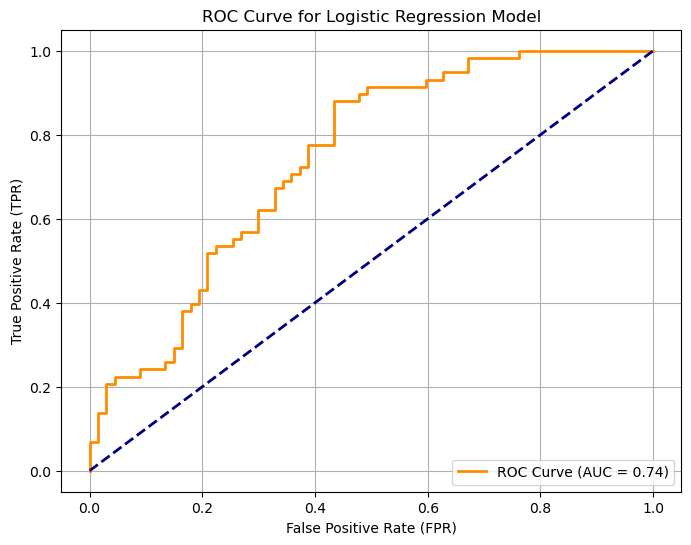 ROC Curve for Logistic Regression Model
True Positive Rate (TPR)
1.0
0.8
0.6
0.4
0.2
0.0
ROC Curve (AUC = 0.74)
0.0 0.2 0.4 0.6 0.8 1.0
False Positive Rate (FPR)